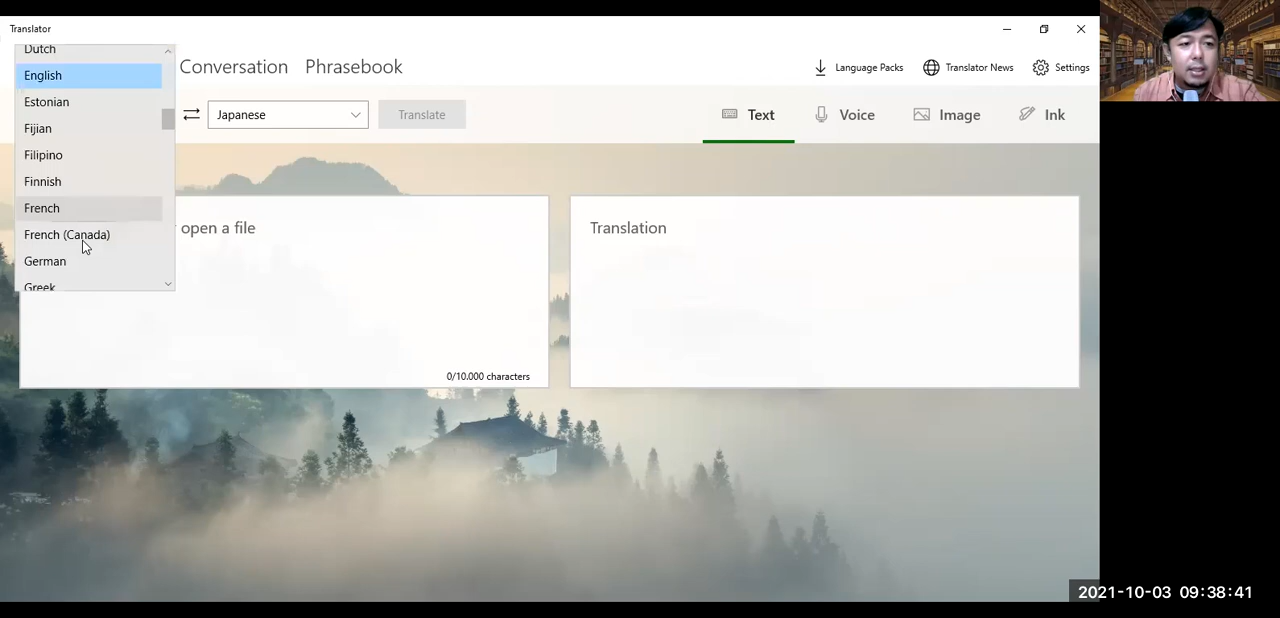 Translator
Dutch
English
Estonian
Fijian
Filipino
Finnish
French
French (Canada)
German
Greek
Conversation Phrasebook
Language Packs Translator News Settings
Japanese Translate
Text Voice Image Ink
open a file
0/10.000 characters
Translation
2021-10-03 09:38:41